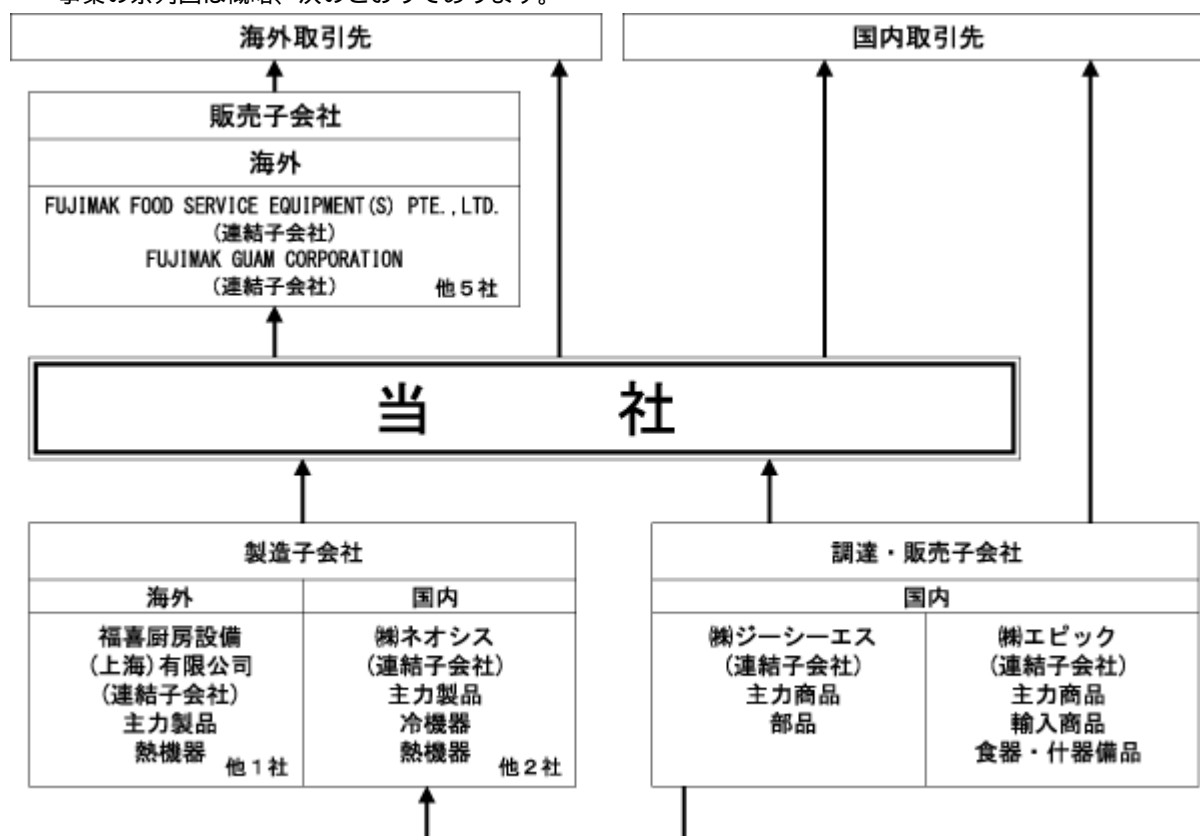 事業の系列図は概略、次のとおりであります。
海外取引先
国内取引先
販売子会社
海外
FUJIMAK FOOD SERVICE EQUIPMENT(S) PTE.,LTD.
(連結子会社)
FUJIMAK GUAM CORPORATION
(連結子会社) 他5社
当社
製造子会社
海外
福喜厨房設備
(上海)有限公司
(連結子会社)
主力製品
熱機器
他1社
国内
㈱ネオシス
(連結子会社)
主力製品
冷機器
熱機器
他2社
調達・販売子会社
国内
㈱ジーシーエス
(連結子会社)
主力商品
部品
㈱エピック
(連結子会社)
主力商品
輸入商品
食器・什器備品